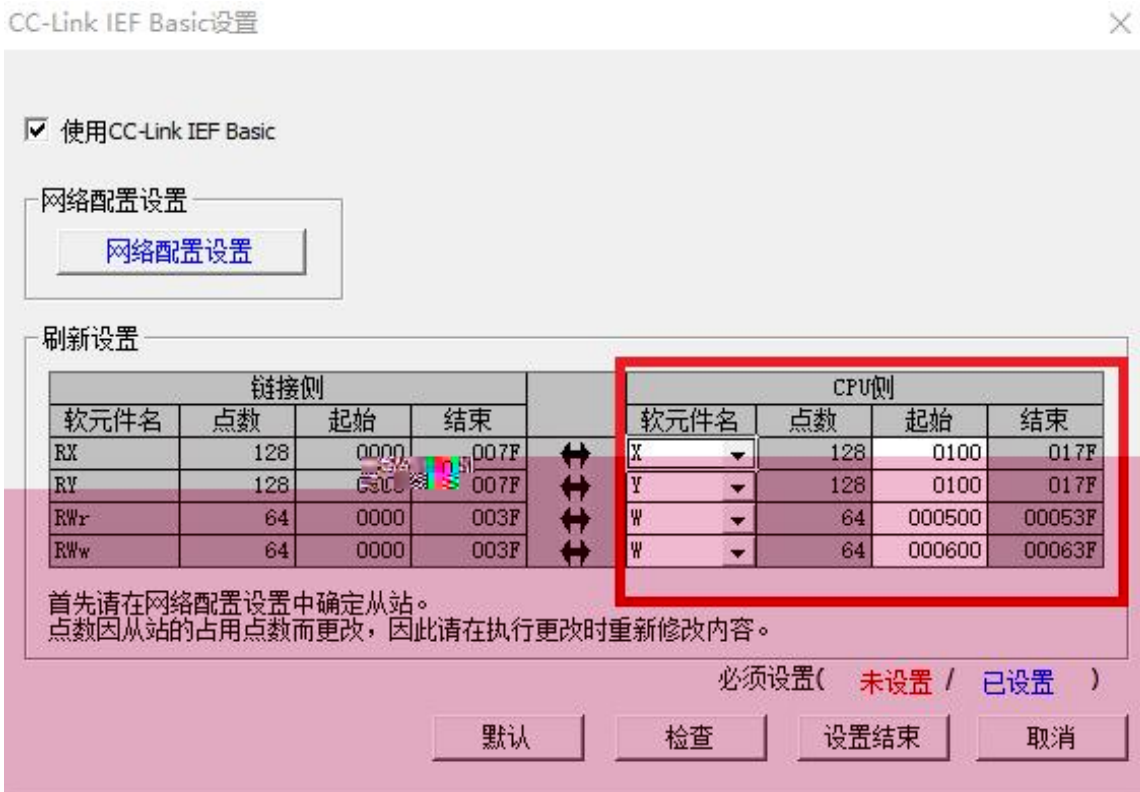 CC-Link IEF Basic设置
使用CC-Link IEF Basic
网络配置设置
网络配置设置
刷新设置
链接侧 CPU侧
软元件名 点数 起始 结束 软元件名 点数 起始 结束
RX 128 0000 007F X 128 0100 017F
RY 128 007F Y 128 0100 017F
RWr 64 0000 003F W 64 000500 00053F
RWw 64 0000 003F W 64 000600 00063F
首先请在网络配置设置中确定从站。
点数因从站的占用点数而更改，因此请在执行更改时重新修改内容。
必须设置( 未设置 / 已设置 )
默认 检查 设置结束 取消